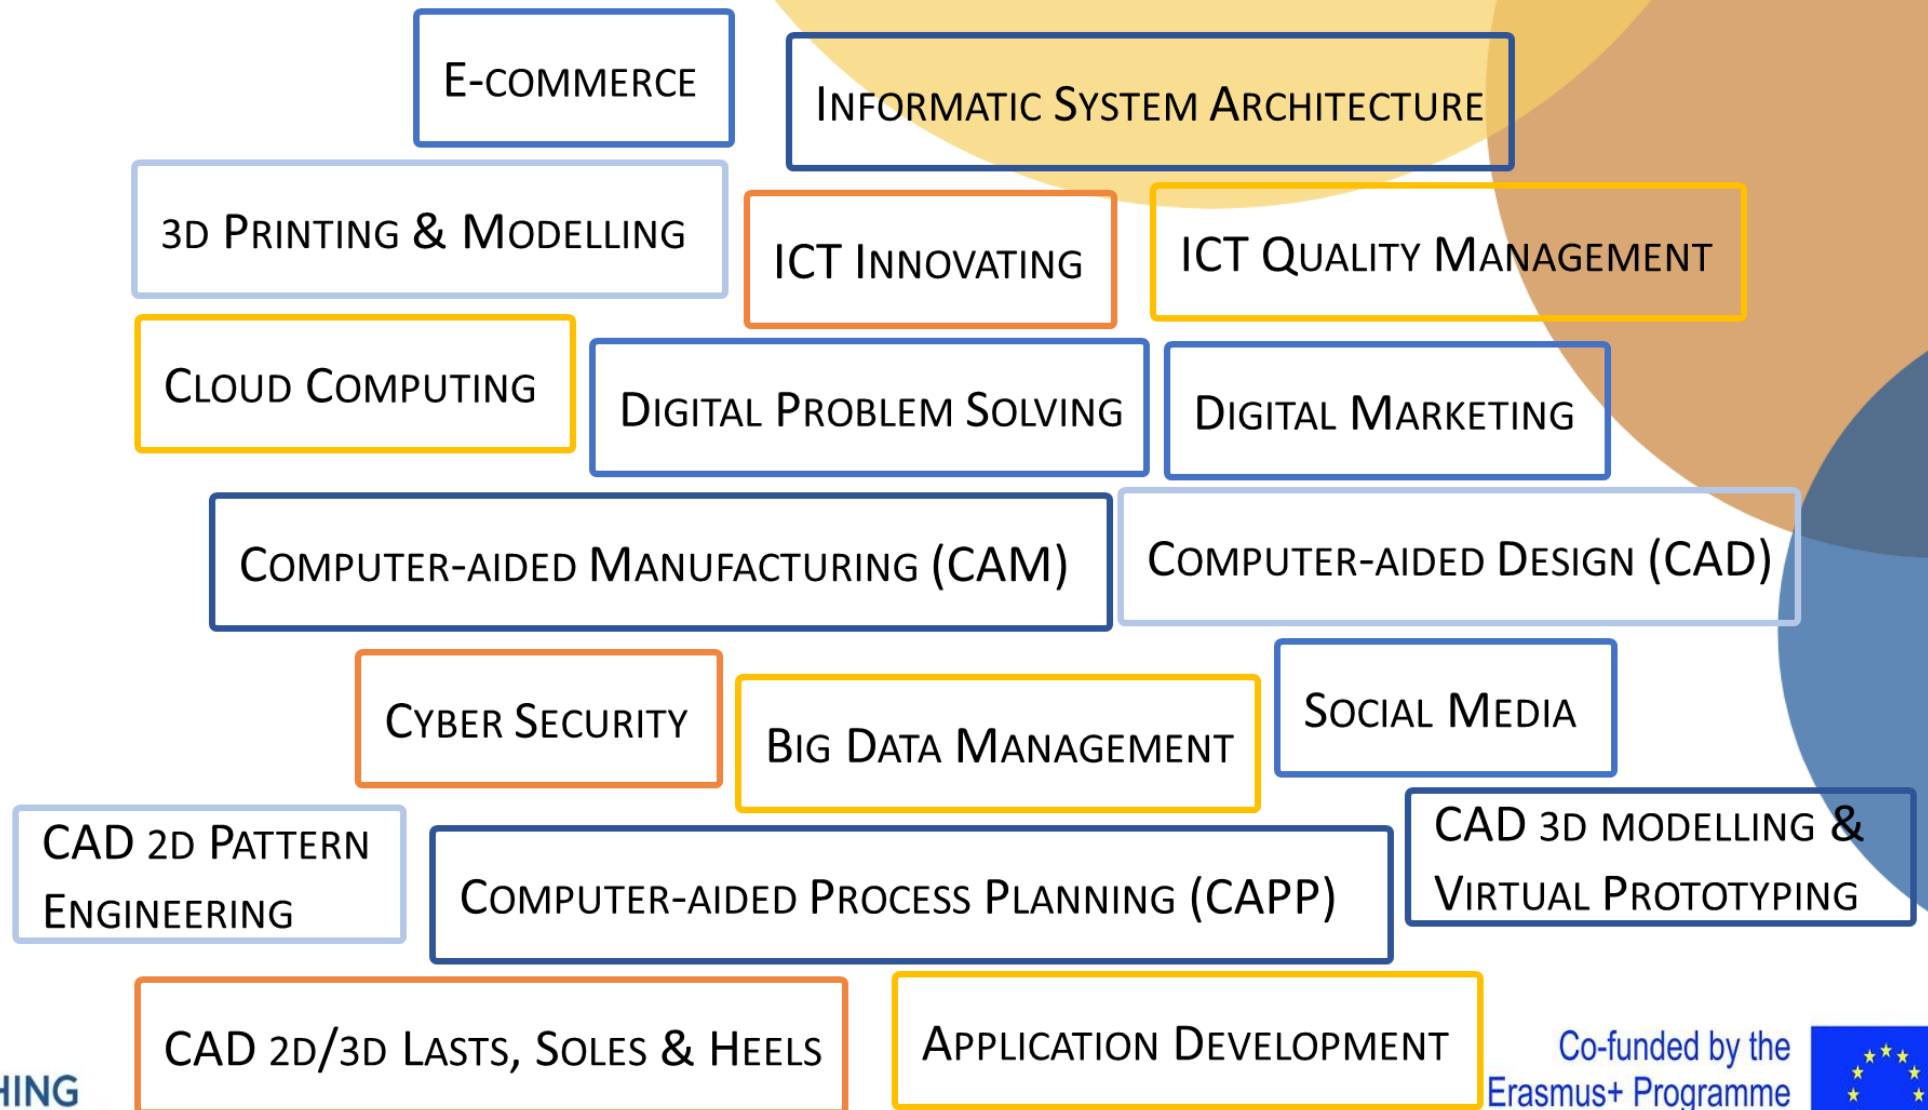 E-COMMERCE
INFORMATIC SYSTEM ARCHITECTURE
3D PRINTING & MODELLING
ICT INNOVATING
ICT QUALITY MANAGEMENT
CLOUD COMPUTING
DIGITAL PROBLEM SOLVING
DIGITAL MARKETING
COMPUTER-AIDED MANUFACTURING (CAM)
COMPUTER-AIDED DESIGN (CAD)
CYBER SECURITY
BIG DATA MANAGEMENT
SOCIAL MEDIA
CAD 2D PATTERN
ENGINEERING
COMPUTER-AIDED PROCESS PLANNING (CAPP)
CAD 3D MODELLING &
VIRTUAL PROTOTYPING
CAD 2D/3D LASTS, SOLES & HEELS
APPLICATION DEVELOPMENT
Co-funded by the
Erasmus+ Programme